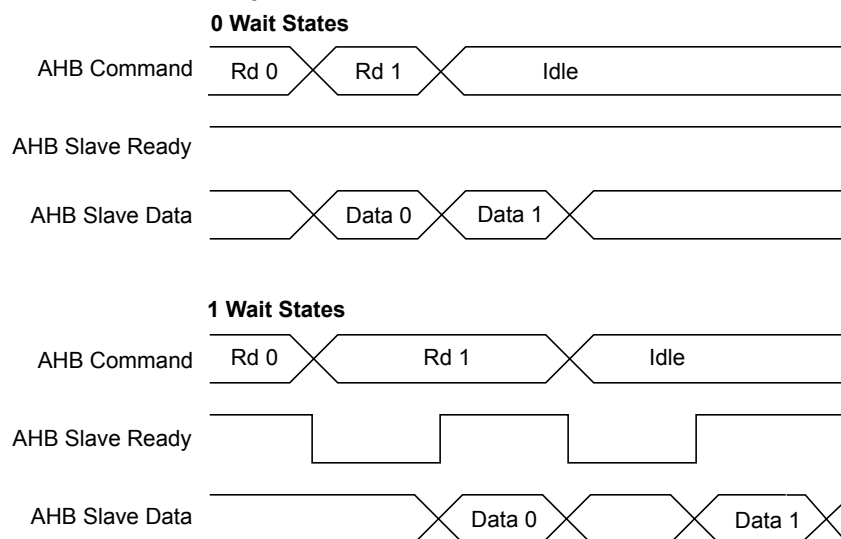 0 Wait States
AHB Command Rd 0 Rd 1 Idle
AHB Slave Ready
AHB Slave Data Data 0 Data 1
1 Wait States
AHB Command Rd 0 Rd 1 Idle
AHB Slave Ready
AHB Slave Data Data 0 Data 1